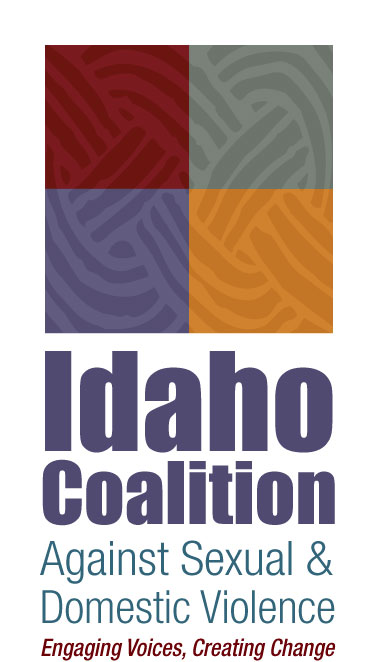 Idaho
Coalition
Against Sexual &
Domestic Violence
Engaging Voices, Creating Change